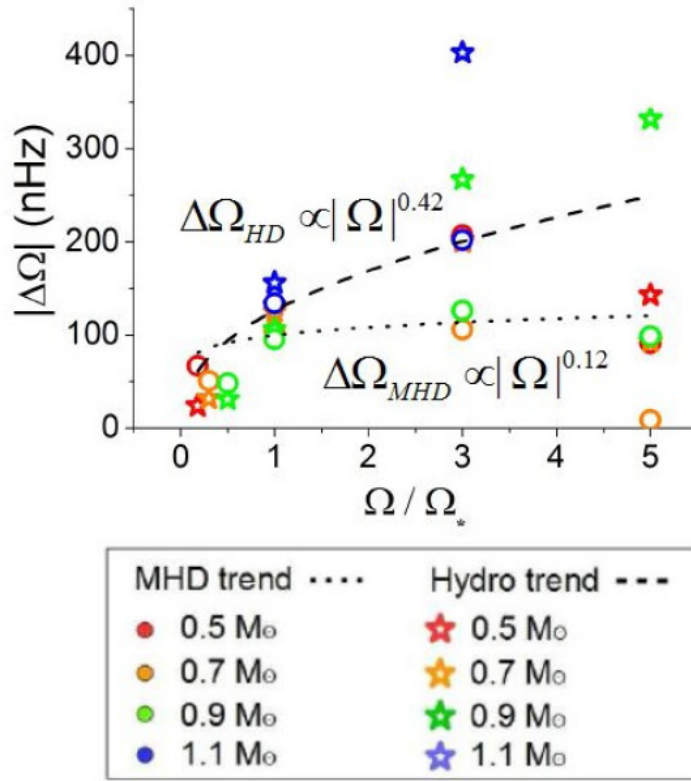 400
300
200
100
0
|ΔΩ| (nHz)
ΔΩ_HD ∝|Ω|^0.42
ΔΩ_MHD ∝|Ω|^0.12
0 1 2 3 4 5
Ω / Ω_*
MHD trend Hydro trend
0.5 M⊙ 0.5 M⊙
0.7 M⊙ 0.7 M⊙
0.9 M⊙ 0.9 M⊙
1.1 M⊙ 1.1 M⊙